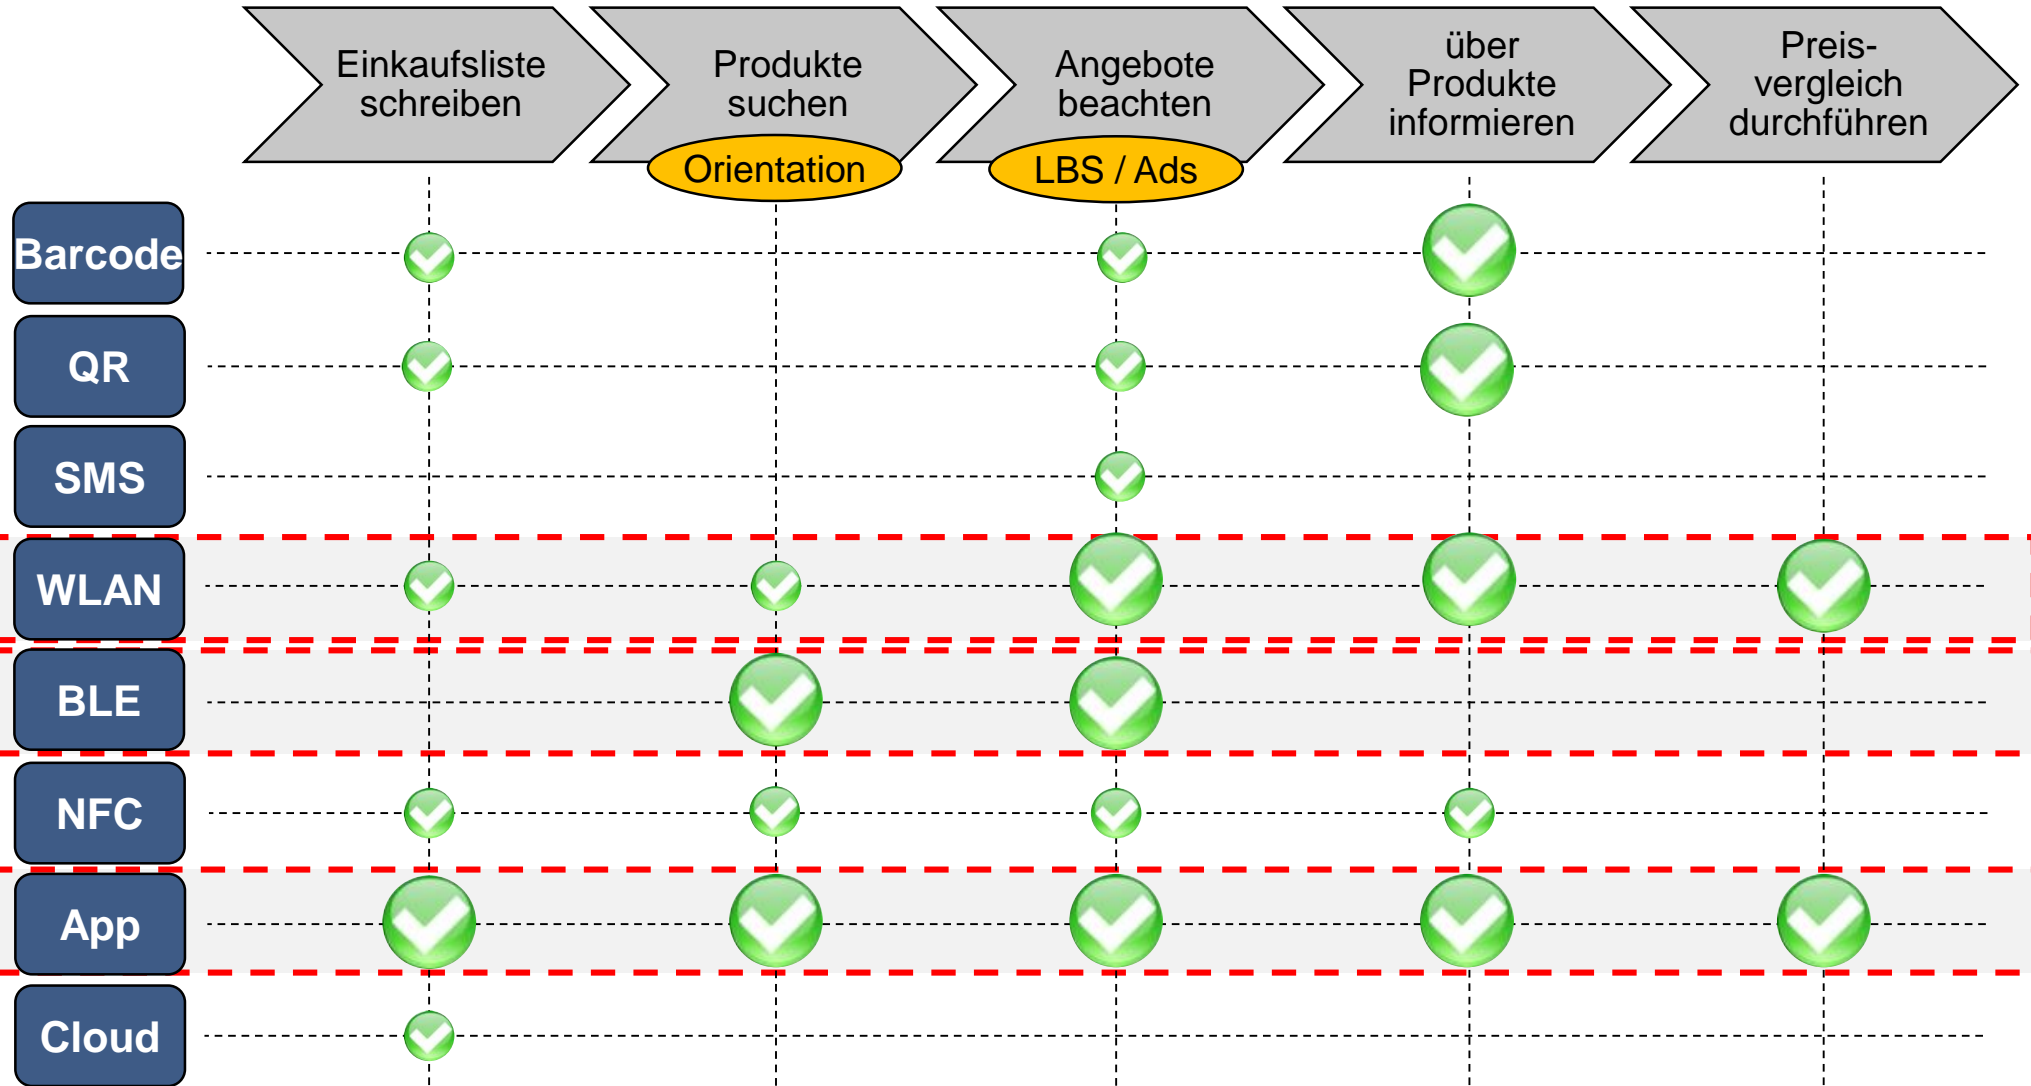 Einkaufsliste
schreiben
Produkte
suchen
Angebote
beachten
über
Produkte
informieren
Preis-
vergleich
durchführen
Orientation
LBS / Ads
Barcode
QR
SMS
WLAN
BLE
NFC
App
Cloud